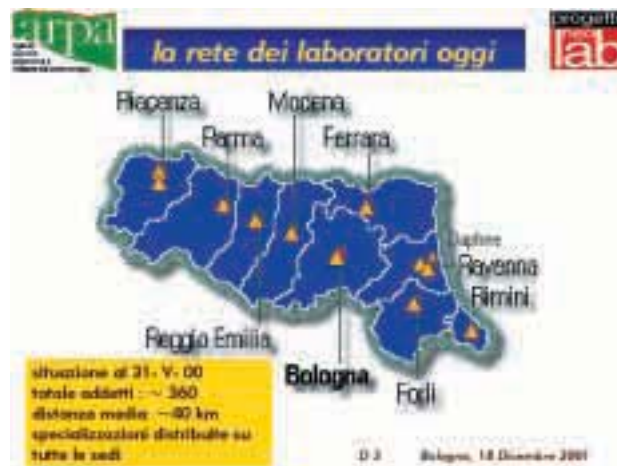 arpa
la rete dei laboratori oggi
progetti
lab
Piacenza,
Modena,
Parma,
Ferrara,
Daphne
Ravenna
Rimini,
Reggio Emilia,
Bologna,
Forlì
situazione al 31- V- 00
totale addetti : ~ 360
distanza media: ~40 km
specializzazioni distribuite su
tutte le sedi
D 3 Bologna, 18 Dicembre 2001